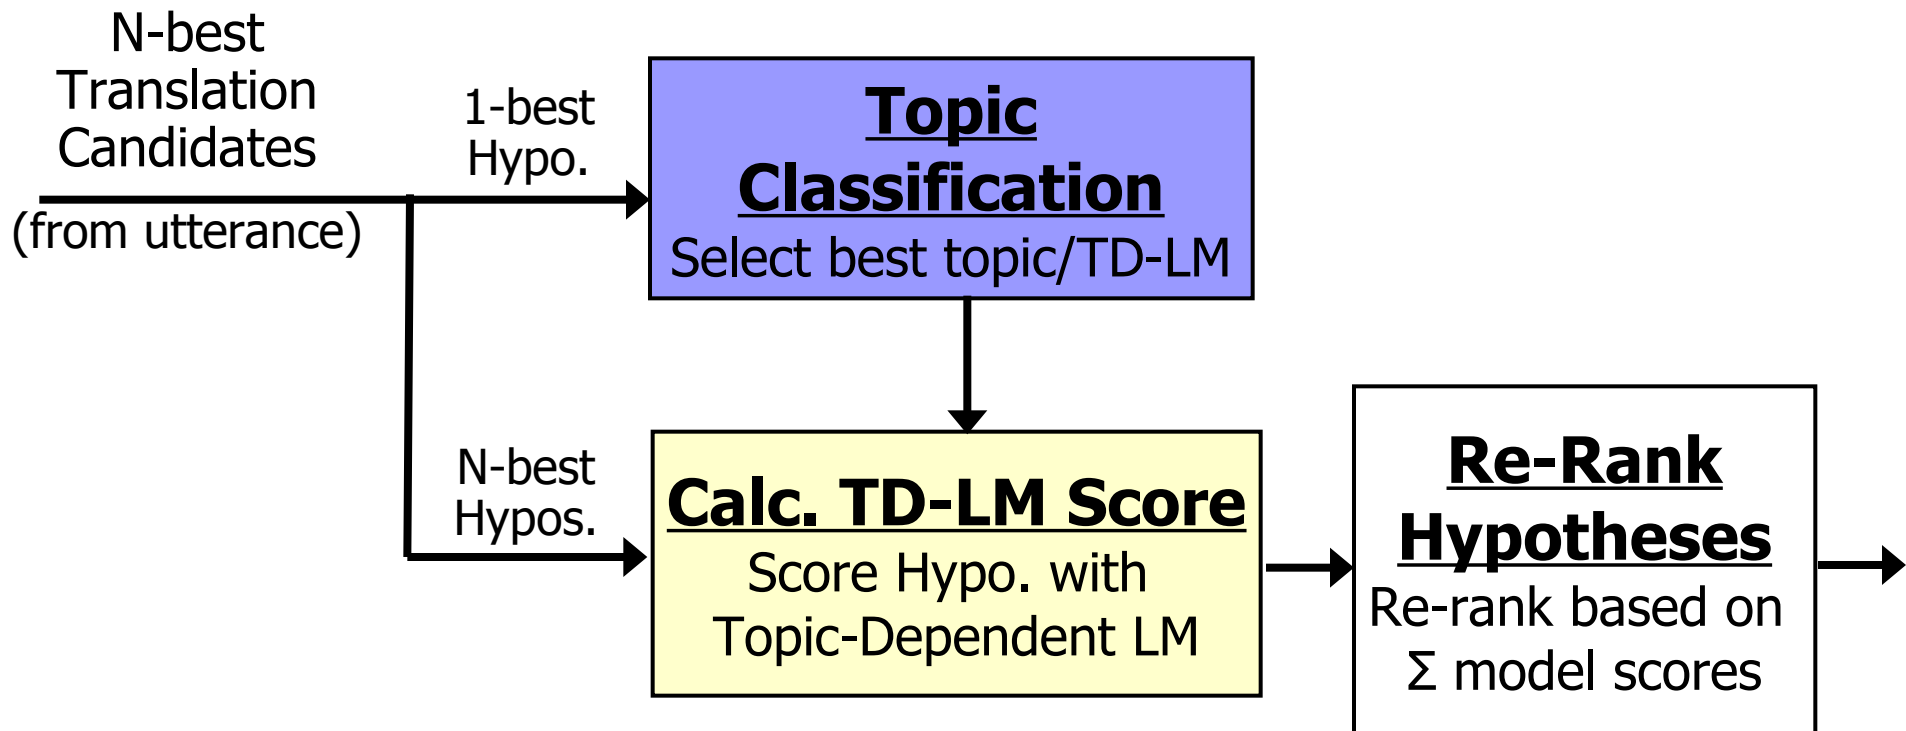 N-best
Translation
Candidates
(from utterance)
1-best
Hypo.
Topic
Classification
Select best topic/TD-LM
N-best
Hypos.
Calc. TD-LM Score
Score Hypo. with
Topic-Dependent LM
Re-Rank
Hypotheses
Re-rank based on
Σ model scores